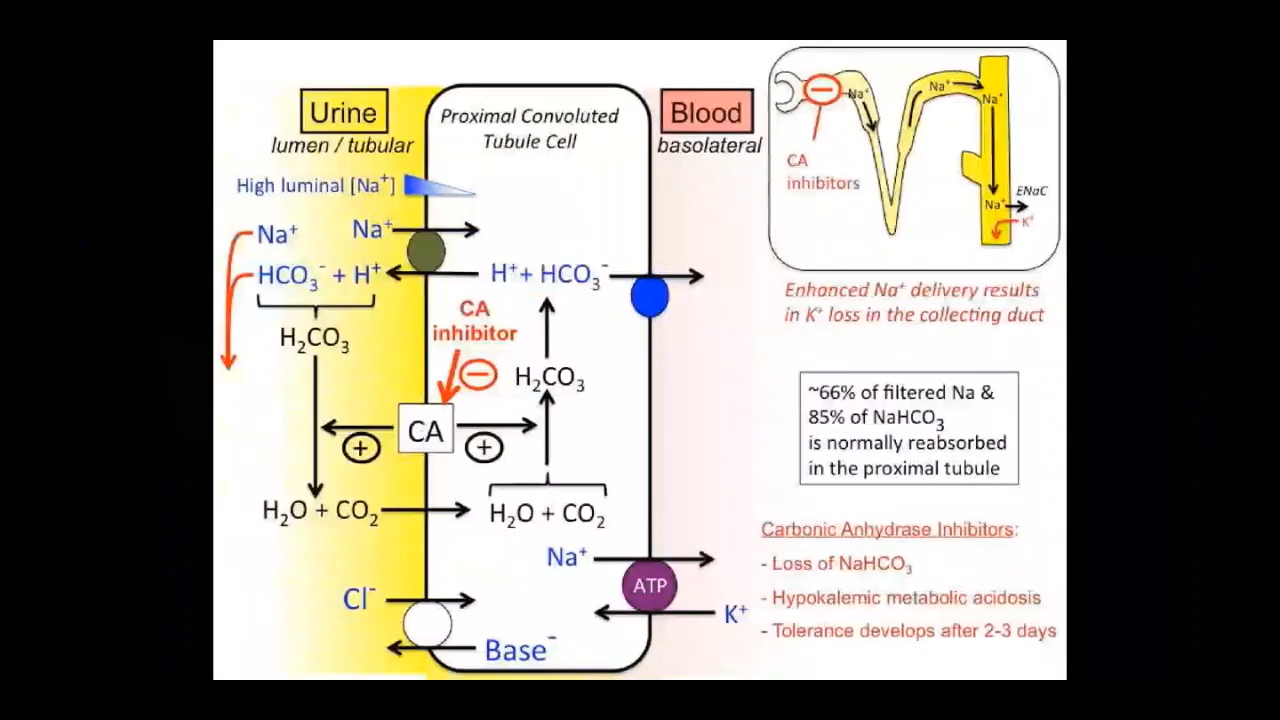 Urine
lumen / tubular
Proximal Convoluted
Tubule Cell
Blood
basolateral
High luminal [Na⁺]
Na⁺
Na⁺
HCO₃⁻ + H⁺
H⁺+ HCO₃⁻
H₂CO₃
CA
inhibitor
−
H₂CO₃
CA
+
+
H₂O + CO₂
H₂O + CO₂
Na⁺
ATP
K⁺
Cl⁻
Base⁻
−
Na⁺
Na⁺
Na⁺
CA
inhibitors
Na⁺
ENaC
K⁺
Enhanced Na⁺ delivery results
in K⁺ loss in the collecting duct
~66% of filtered Na &
85% of NaHCO₃
is normally reabsorbed
in the proximal tubule
Carbonic Anhydrase Inhibitors:
- Loss of NaHCO₃
- Hypokalemic metabolic acidosis
- Tolerance develops after 2-3 days